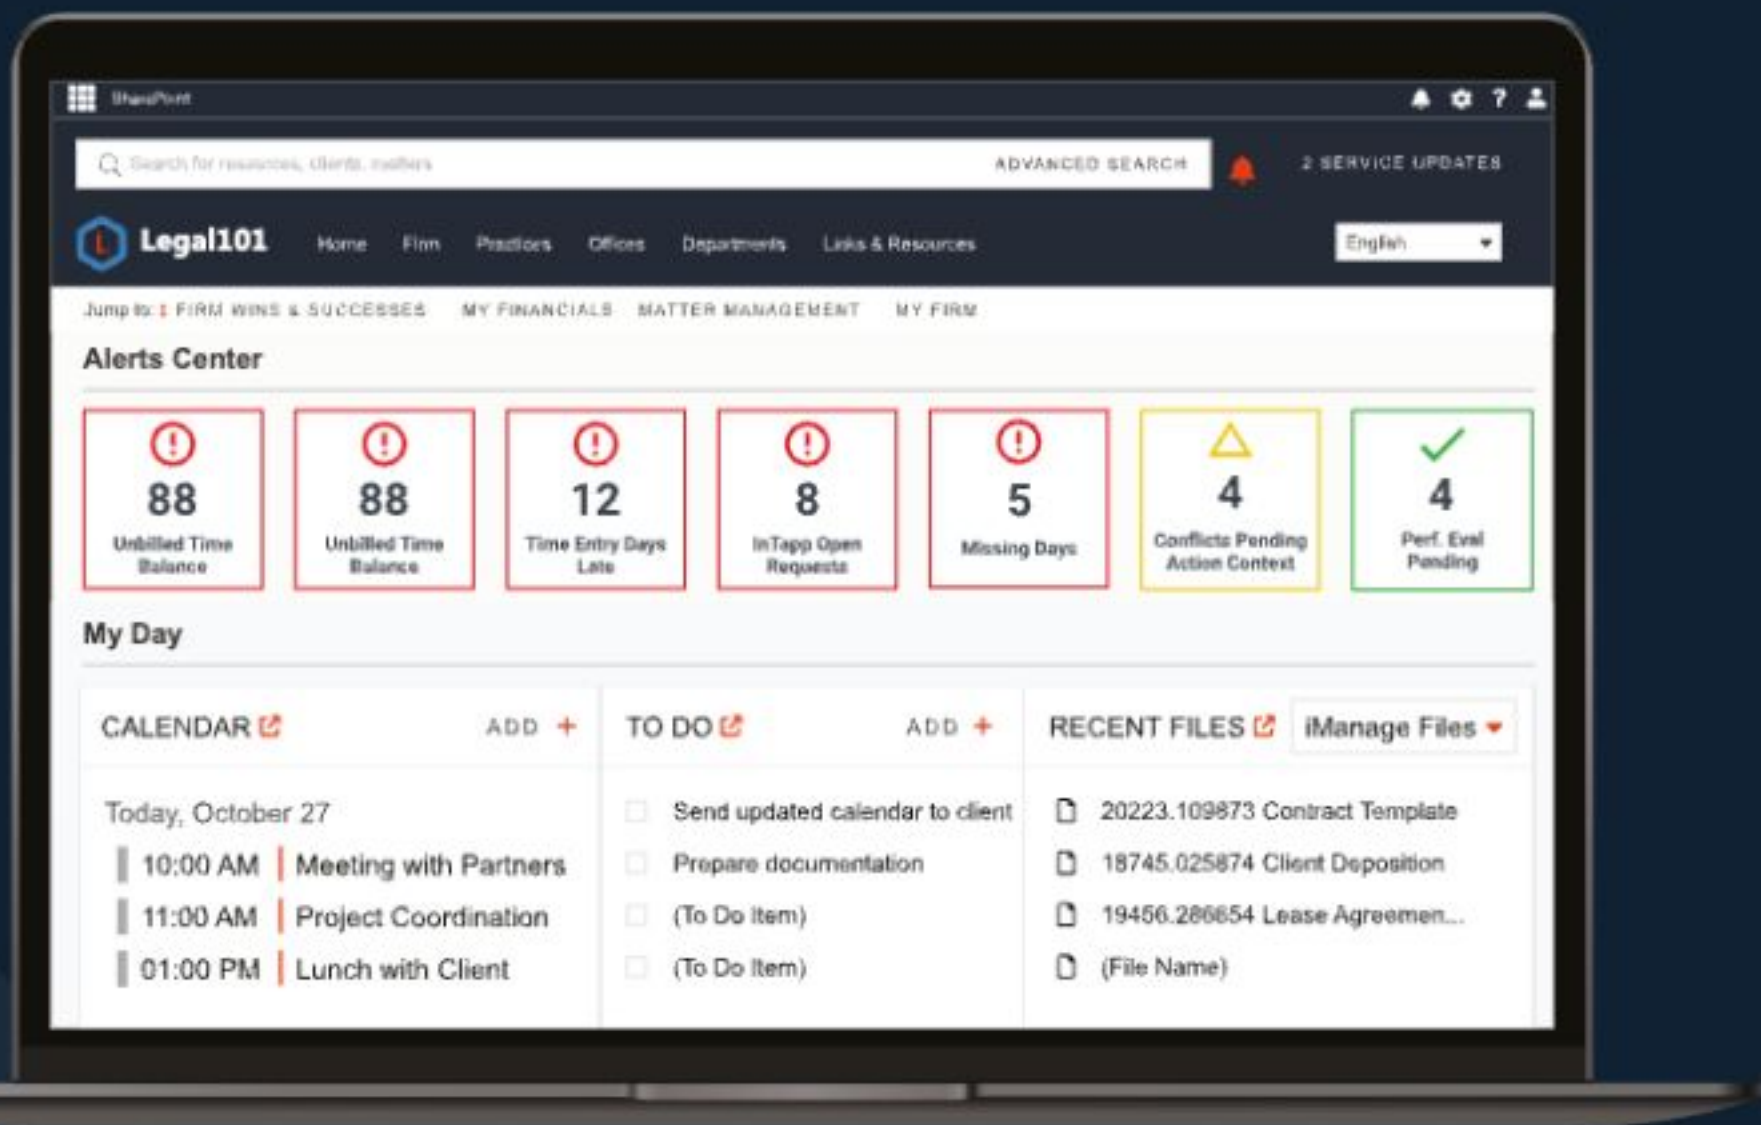 SharePoint
Search for resources, clients, matters
ADVANCED SEARCH
2 SERVICE UPDATES
Legal101
Home Firm Practices Offices Departments Links & Resources
English
Jump to: FIRM WINS & SUCCESSES MY FINANCIALS MATTER MANAGEMENT MY FIRM
Alerts Center
88
Unbilled Time
Balance
88
Unbilled Time
Balance
12
Time Entry Days
Late
8
InTapp Open
Requests
5
Missing Days
4
Conflicts Pending
Action Context
4
Perf. Eval
Pending
My Day
CALENDAR ADD +
Today, October 27
10:00 AM Meeting with Partners
11:00 AM Project Coordination
01:00 PM Lunch with Client
TO DO ADD +
Send updated calendar to client
Prepare documentation
(To Do Item)
(To Do Item)
RECENT FILES iManage Files
20223.109873 Contract Template
18745.025874 Client Deposition
19456.286654 Lease Agreemen...
(File Name)